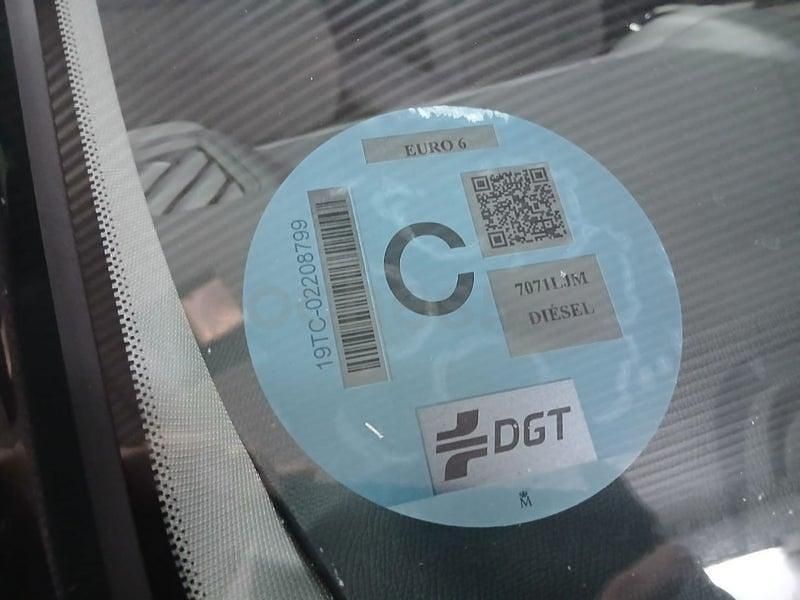 EURO 6
19TC-02208799
C
7071LJM
DIÉSEL
DGT
M